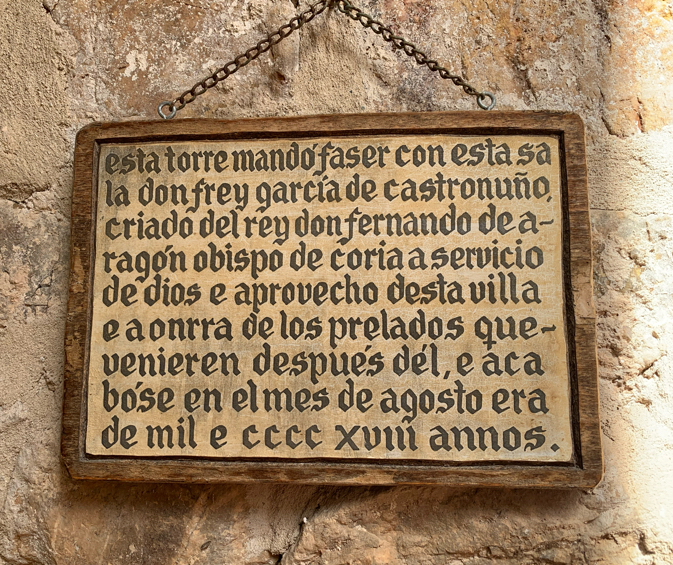 esta torre mandó faser con esta sa
la don frey garcía de castronuño,
criado del rey don fernando de a-
ragón obispo de coria a servicio
de dios e aprovecho desta villa
e a onrra de los prelados que-
venieren después dél, e aca
bóse en el mes de agosto era
de mil e cccc xviii annos.